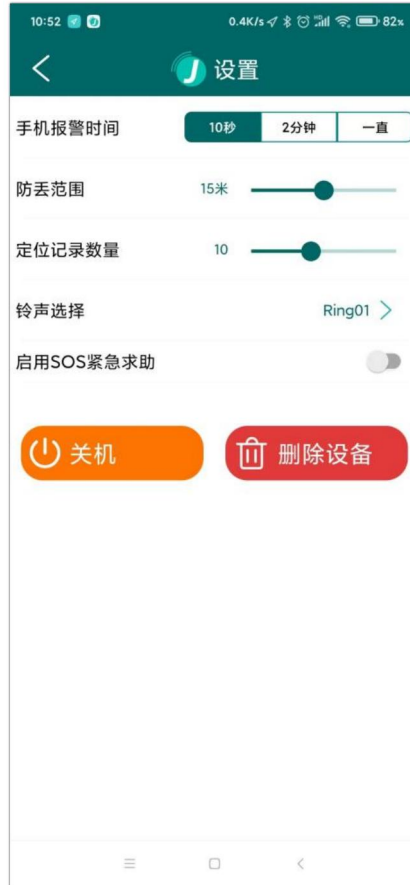 10:52 0.4K/s HD 82%
设置
手机报警时间 10秒 2分钟 一直
防丢范围 15米
定位记录数量 10
铃声选择 Ring01
启用SOS紧急求助
关机 删除设备